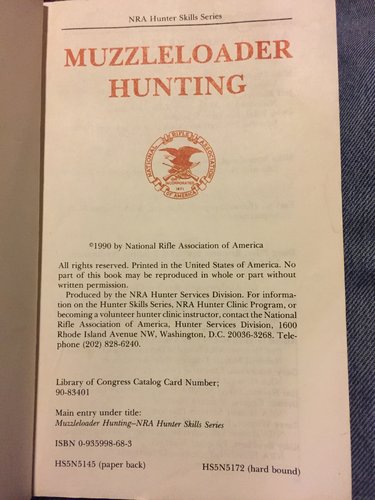 NRA Hunter Skills Series
MUZZLELOADER
HUNTING
NATIONAL RIFLE ASSOCIATION
INCORPORATED
1871
OF AMERICA
©1990 by National Rifle Association of America
All rights reserved. Printed in the United States of America. No
part of this book may be reproduced in whole or part without
written permission.
Produced by the NRA Hunter Services Division. For informa-
tion on the Hunter Skills Series, NRA Hunter Clinic Program, or
becoming a volunteer hunter clinic instructor, contact the National
Rifle Association of America, Hunter Services Division, 1600
Rhode Island Avenue NW, Washington, D.C. 20036-3268. Tele-
phone (202) 828-6240.
Library of Congress Catalog Card Number;
90-83401
Main entry under title:
Muzzleloader Hunting–NRA Hunter Skills Series
ISBN 0-935998-68-3
HS5N5145 (paper back) HS5N5172 (hard bound)